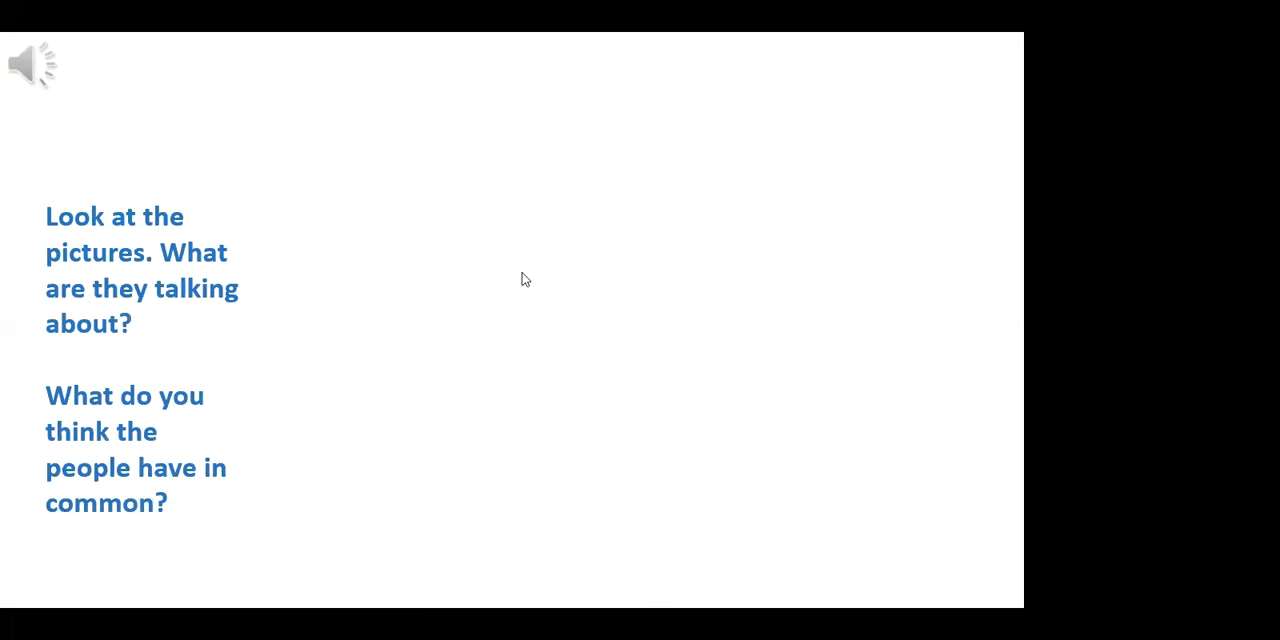 Look at the
pictures. What
are they talking
about?
What do you
think the
people have in
common?